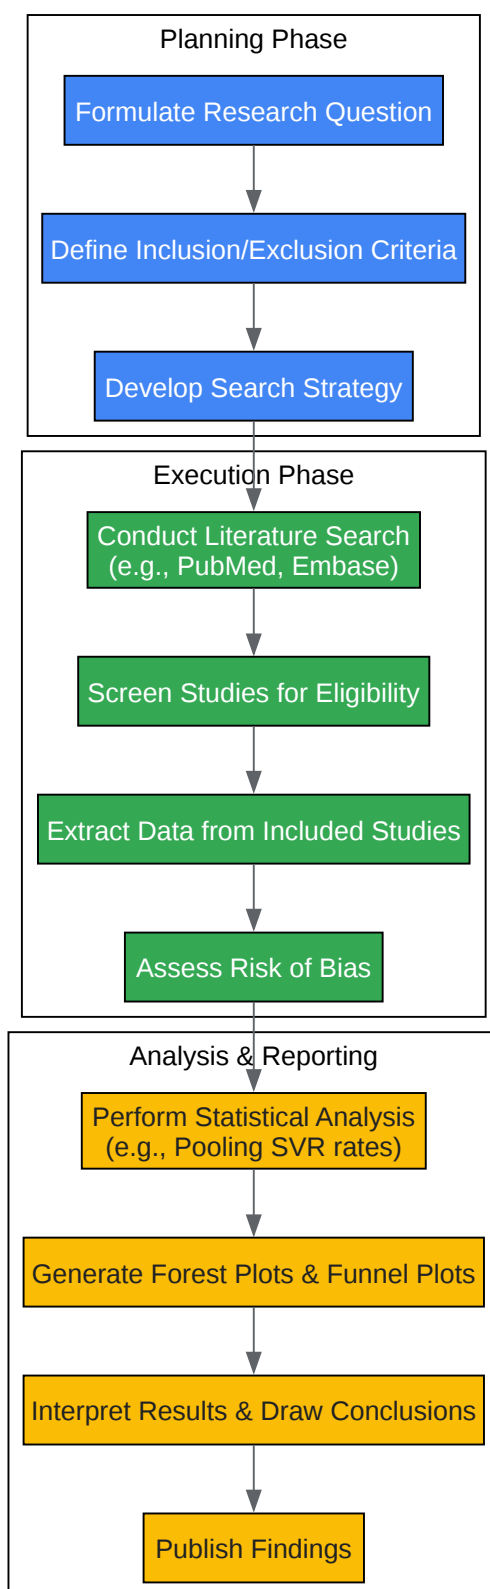 Planning Phase
Formulate Research Question
Define Inclusion/Exclusion Criteria
Develop Search Strategy
Execution Phase
Conduct Literature Search
(e.g., PubMed, Embase)
Screen Studies for Eligibility
Extract Data from Included Studies
Assess Risk of Bias
Analysis & Reporting
Perform Statistical Analysis
(e.g., Pooling SVR rates)
Generate Forest Plots & Funnel Plots
Interpret Results & Draw Conclusions
Publish Findings